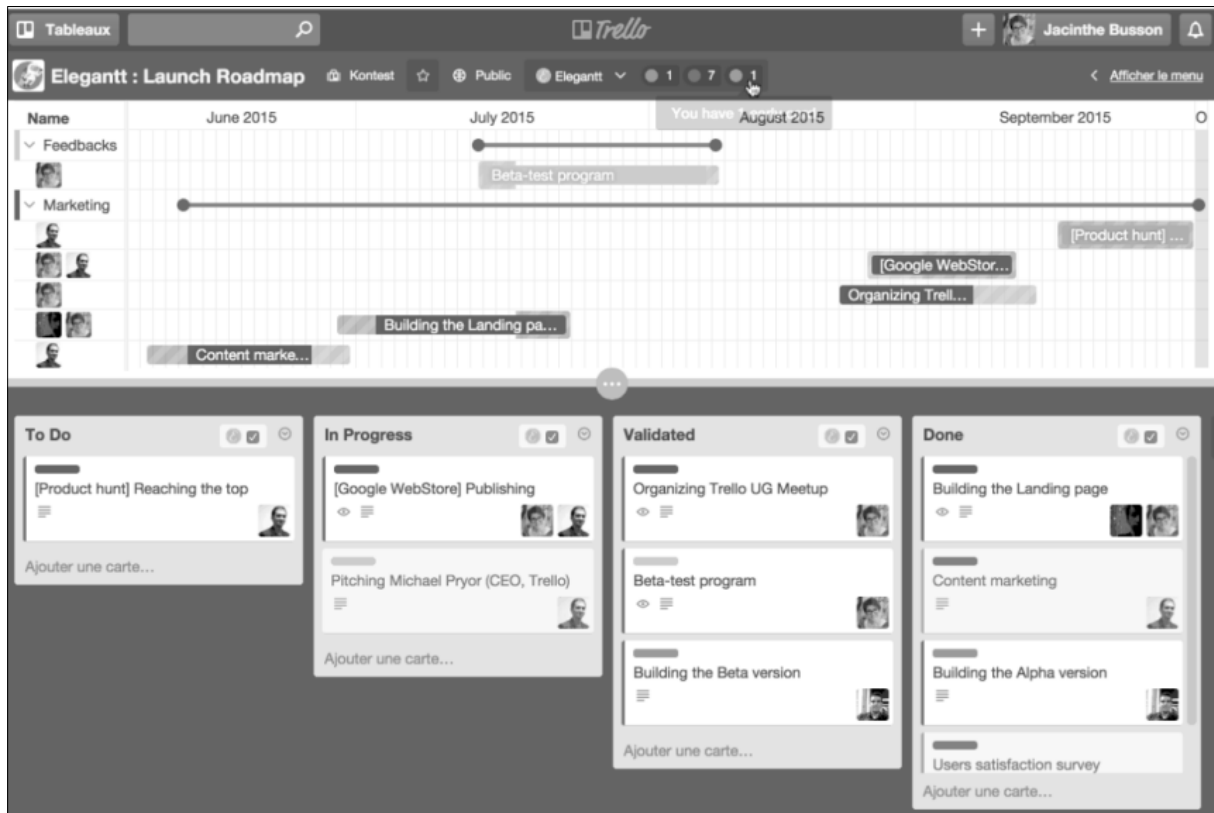 Tableaux
Trello
+ Jacinthe Busson
Elegantt : Launch Roadmap Kontest Public Elegantt 1 7 1 Afficher le menu
You have
Name June 2015 July 2015 August 2015 September 2015 O
Feedbacks
Beta-test program
Marketing
[Product hunt] ...
[Google WebStor...
Organizing Trell...
Building the Landing pa...
Content marke...
To Do
[Product hunt] Reaching the top
Ajouter une carte...
In Progress
[Google WebStore] Publishing
Pitching Michael Pryor (CEO, Trello)
Ajouter une carte...
Validated
Organizing Trello UG Meetup
Beta-test program
Building the Beta version
Ajouter une carte...
Done
Building the Landing page
Content marketing
Building the Alpha version
Users satisfaction survey
Ajouter une carte...